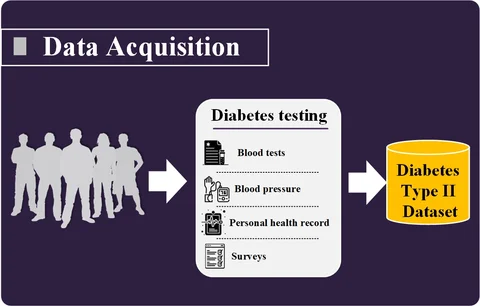 Data Acquisition
Diabetes testing
Blood tests
Blood pressure
Personal health record
Surveys
Diabetes
Type II
Dataset